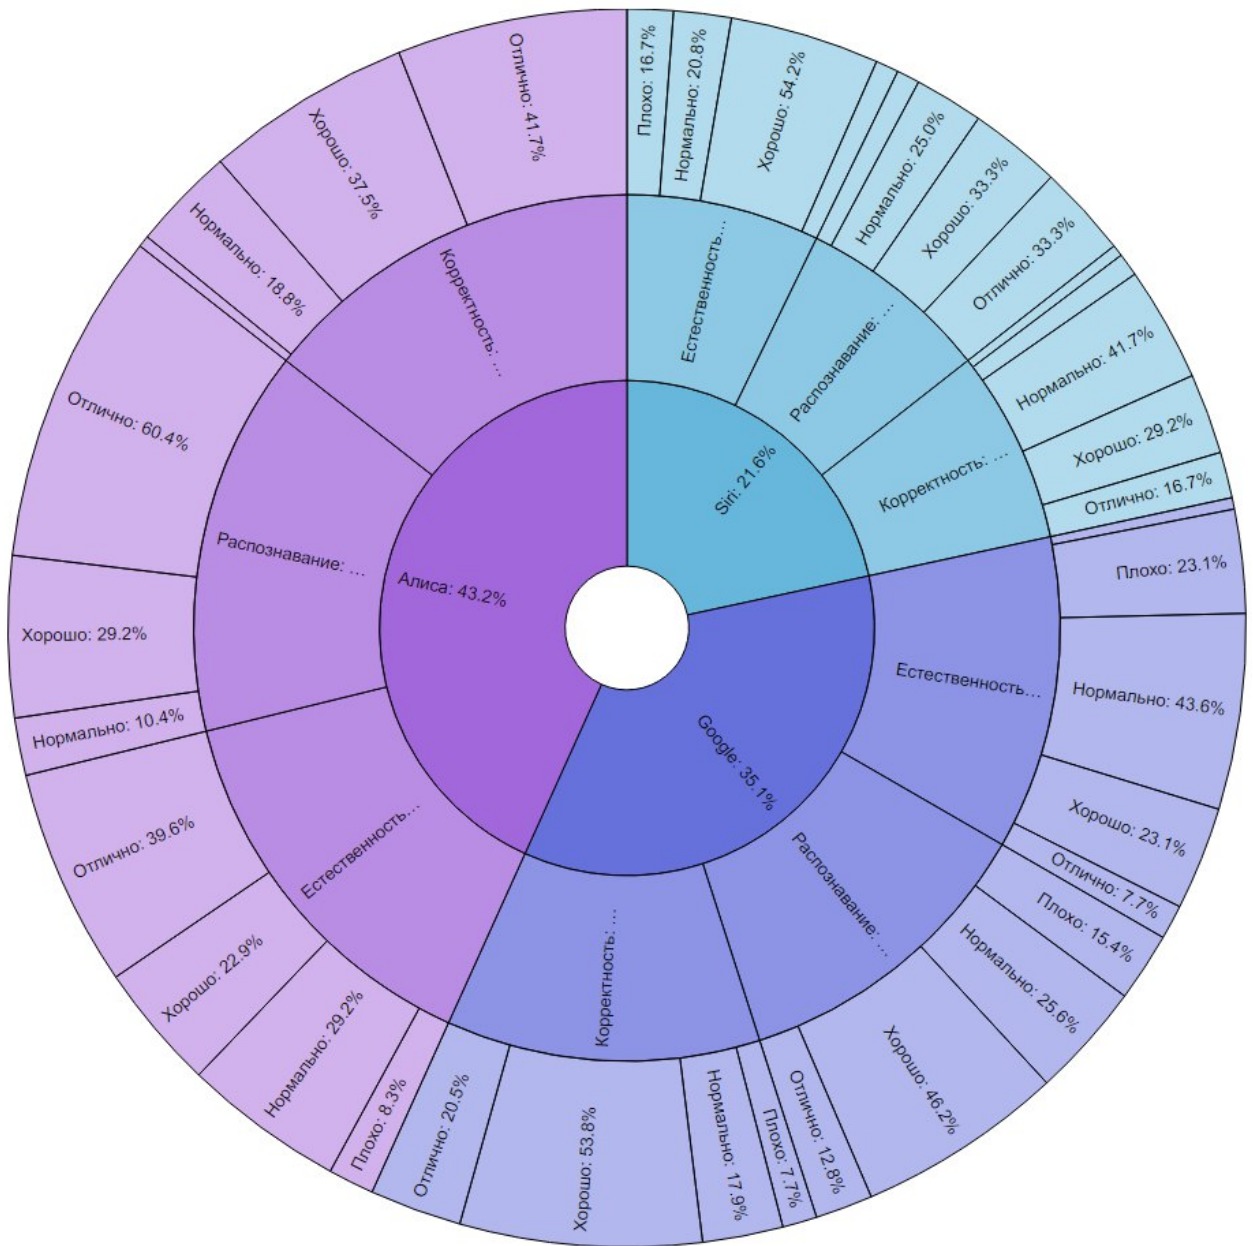 Siri: 21.6%
Естественность…
Плохо: 16.7%
Нормально: 20.8%
Хорошо: 54.2%
Распознавание: …
Нормально: 25.0%
Хорошо: 33.3%
Отлично: 33.3%
Корректность: …
Нормально: 41.7%
Хорошо: 29.2%
Отлично: 16.7%
Google: 35.1%
Естественность…
Плохо: 23.1%
Нормально: 43.6%
Хорошо: 23.1%
Отлично: 7.7%
Распознавание: …
Плохо: 15.4%
Нормально: 25.6%
Хорошо: 46.2%
Отлично: 12.8%
Корректность: …
Плохо: 7.7%
Нормально: 17.9%
Хорошо: 53.8%
Отлично: 20.5%
Алиса: 43.2%
Естественность…
Плохо: 8.3%
Нормально: 29.2%
Хорошо: 22.9%
Отлично: 39.6%
Распознавание: …
Нормально: 10.4%
Хорошо: 29.2%
Отлично: 60.4%
Корректность: …
Нормально: 18.8%
Хорошо: 37.5%
Отлично: 41.7%